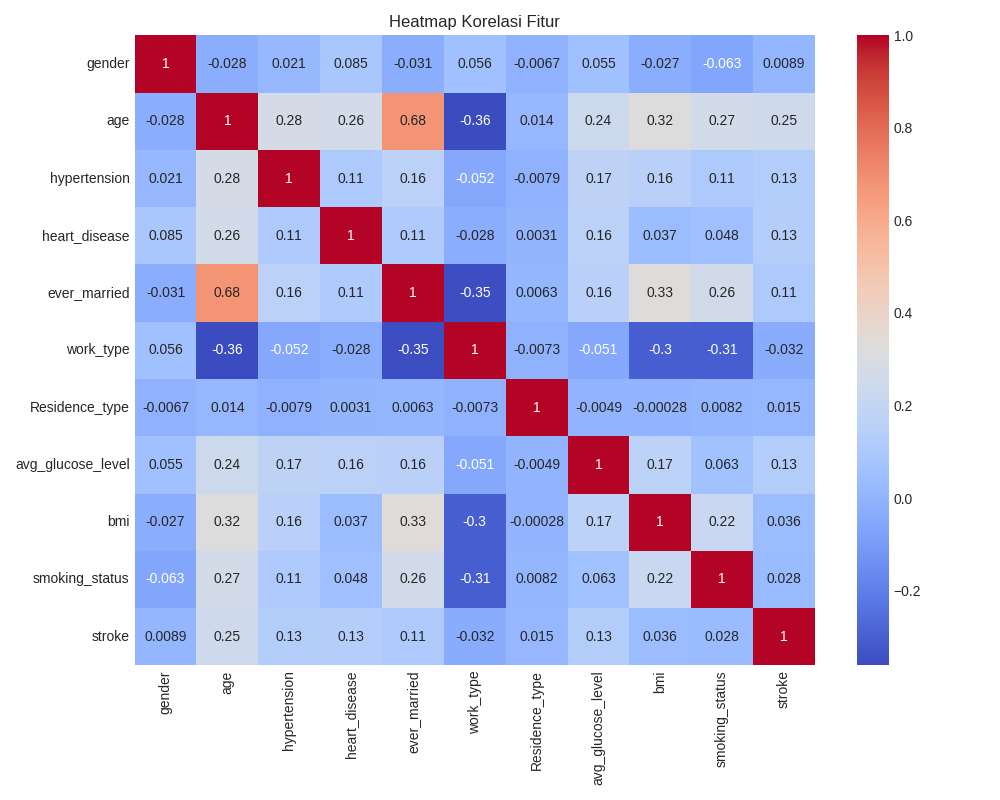 Heatmap Korelasi Fitur
gender 1 -0.028 0.021 0.085 -0.031 0.056 -0.0067 0.055 -0.027 -0.063 0.0089
age -0.028 1 0.28 0.26 0.68 -0.36 0.014 0.24 0.32 0.27 0.25
hypertension 0.021 0.28 1 0.11 0.16 -0.052 -0.0079 0.17 0.16 0.11 0.13
heart_disease 0.085 0.26 0.11 1 0.11 -0.028 0.0031 0.16 0.037 0.048 0.13
ever_married -0.031 0.68 0.16 0.11 1 -0.35 0.0063 0.16 0.33 0.26 0.11
work_type 0.056 -0.36 -0.052 -0.028 -0.35 1 -0.0073 -0.051 -0.3 -0.31 -0.032
Residence_type -0.0067 0.014 -0.0079 0.0031 0.0063 -0.0073 1 -0.0049 -0.00028 0.0082 0.015
avg_glucose_level 0.055 0.24 0.17 0.16 0.16 -0.051 -0.0049 1 0.17 0.063 0.13
bmi -0.027 0.32 0.16 0.037 0.33 -0.3 -0.00028 0.17 1 0.22 0.036
smoking_status -0.063 0.27 0.11 0.048 0.26 -0.31 0.0082 0.063 0.22 1 0.028
stroke 0.0089 0.25 0.13 0.13 0.11 -0.032 0.015 0.13 0.036 0.028 1
gender age hypertension heart_disease ever_married work_type Residence_type avg_glucose_level bmi smoking_status stroke
1.0
0.8
0.6
0.4
0.2
0.0
−0.2